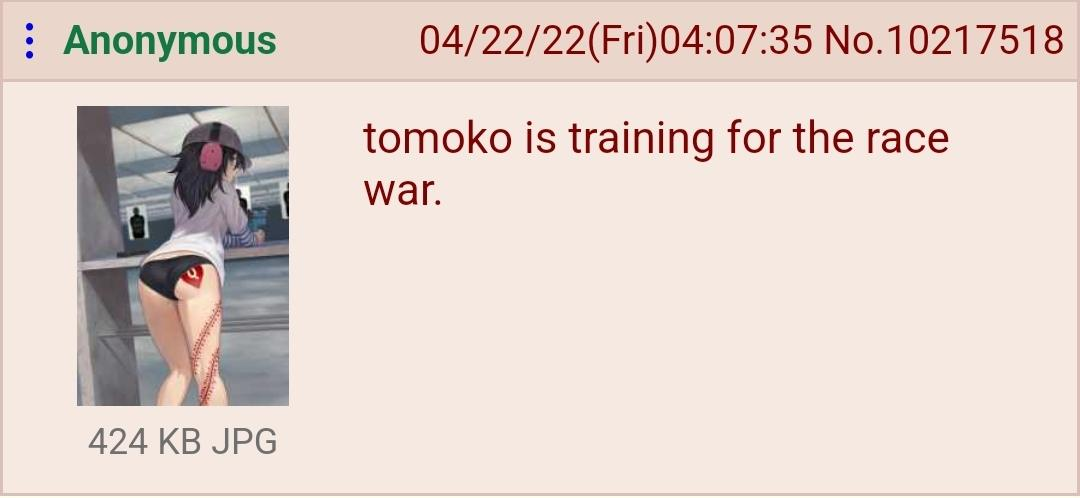 Anonymous 04/22/22(Fri)04:07:35 No.10217518
tomoko is training for the race
war.
424 KB JPG